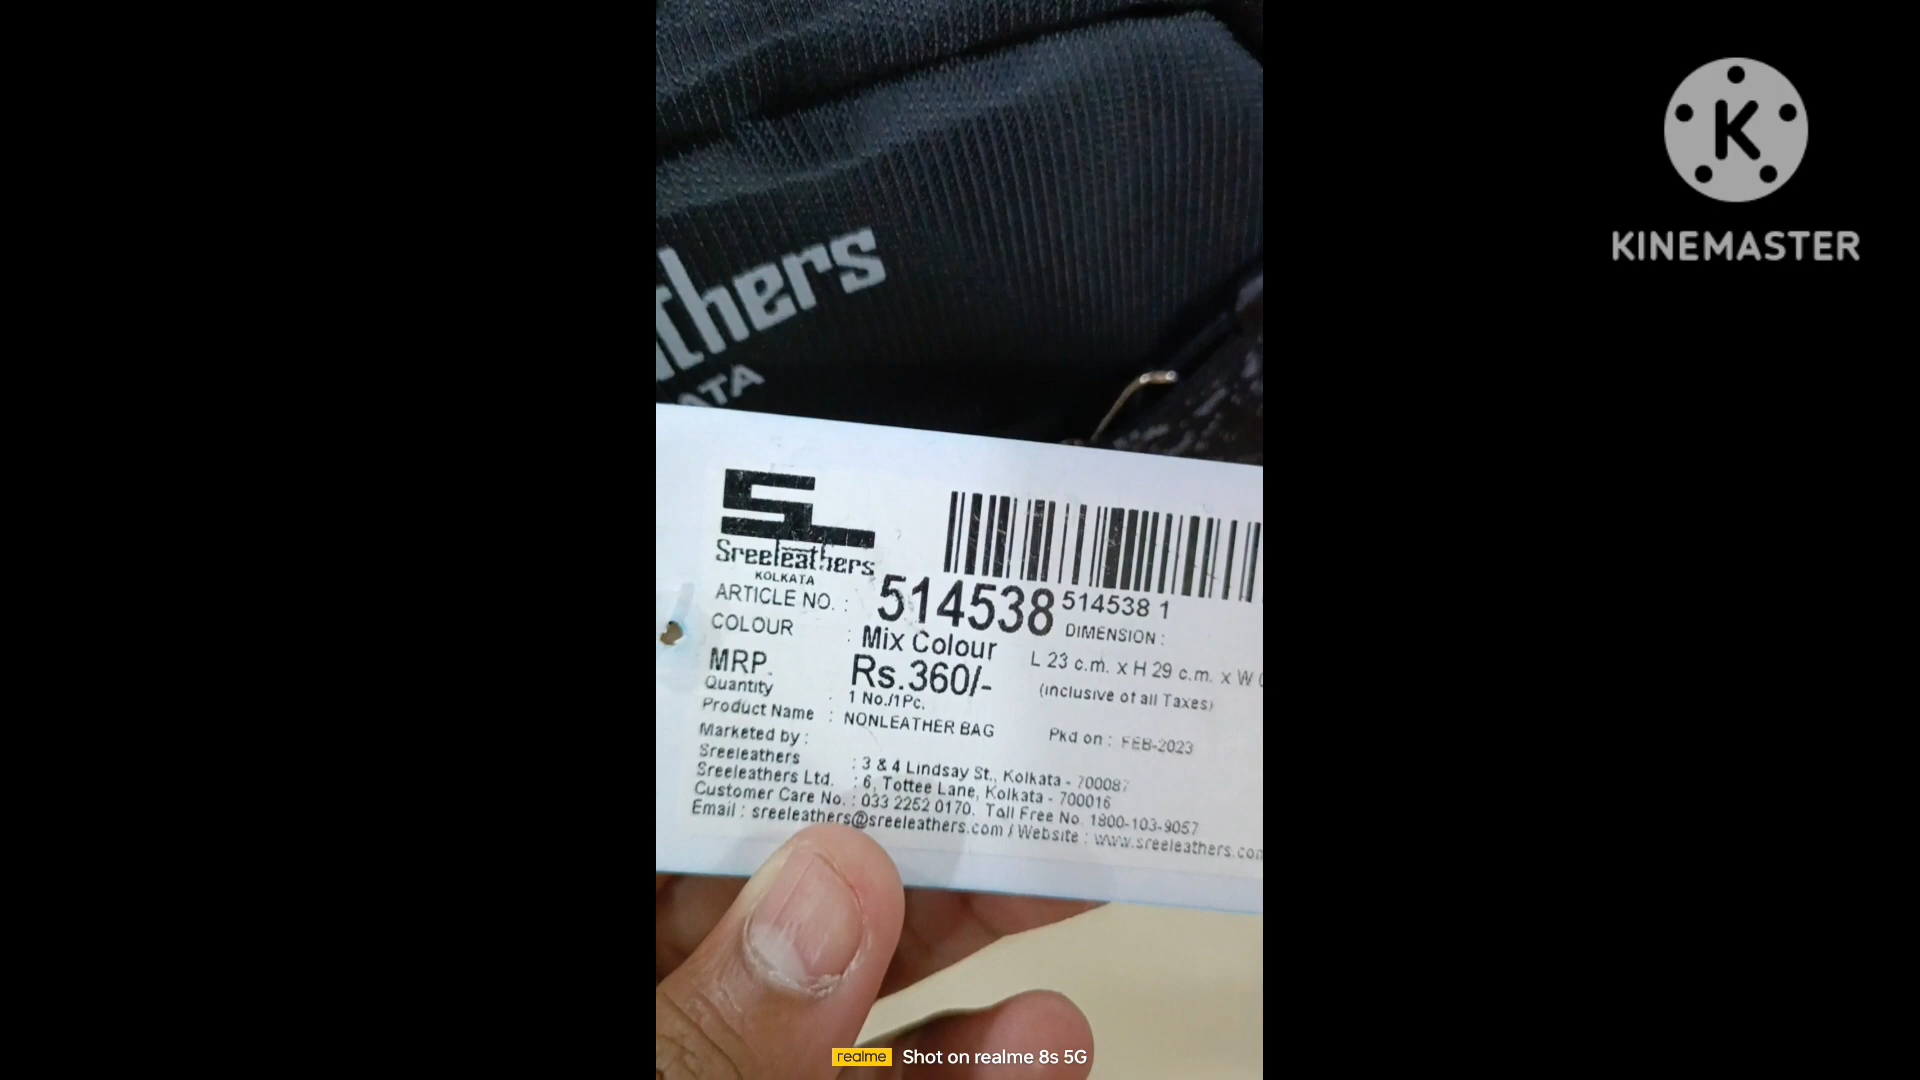 KINEMASTER
thers
ATA
SL
Sreeleathers
KOLKATA
514538 1
ARTICLE NO. : 514538
DIMENSION :
COLOUR : Mix Colour
L 23 c.m. x H 29 c.m. x W
MRP. Rs.360/-
(Inclusive of all Taxes)
Quantity : 1 No./1Pc.
Product Name : NONLEATHER BAG
Pkd on : FEB-2023
Marketed by :
Sreeleathers : 3 & 4 Lindsay St., Kolkata - 700087
Sreeleathers Ltd. : 6, Tottee Lane, Kolkata - 700016
Customer Care No. : 033 2252 0170. Toll Free No. 1800-103-9057
Email : sreeleathers@sreeleathers.com / Website : www.sreeleathers.com
realme Shot on realme 8s 5G